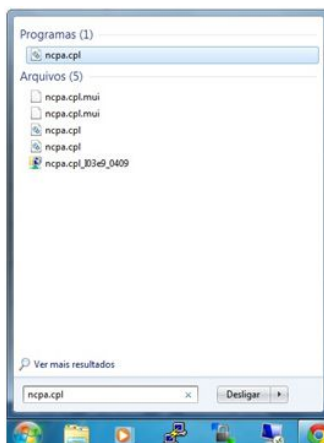 Programas (1)
ncpa.cpl
Arquivos (5)
ncpa.cpl.mui
ncpa.cpl.mui
ncpa.cpl
ncpa.cpl
ncpa.cpl_l03e9_0409
Ver mais resultados
ncpa.cpl
Desligar